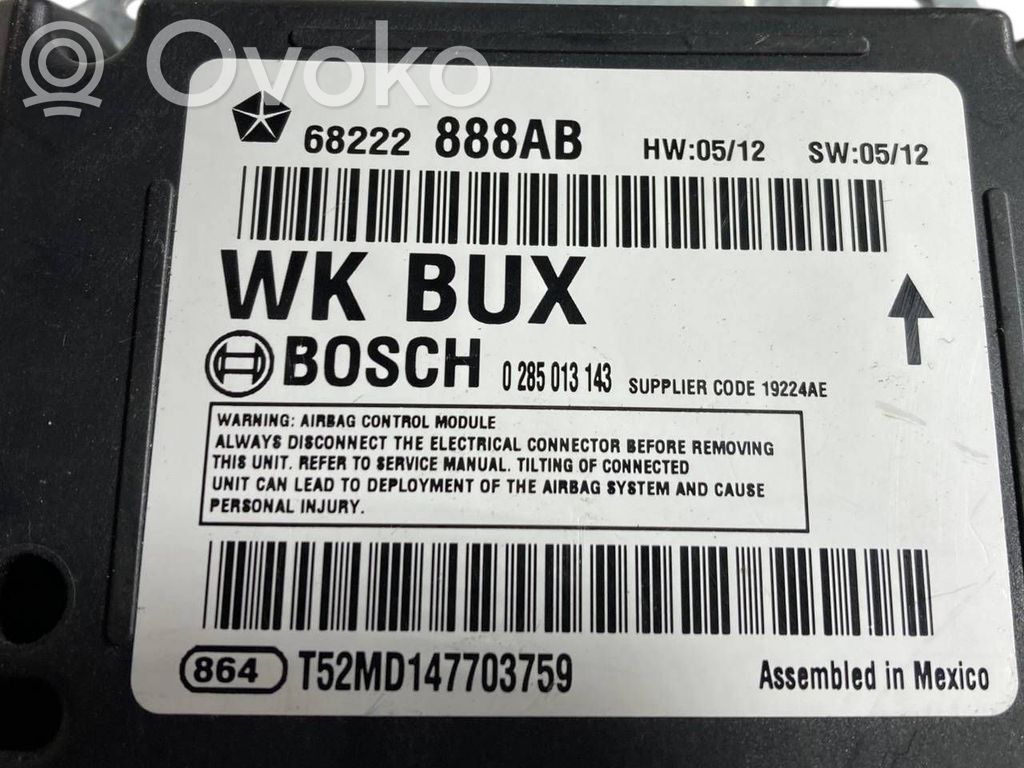 Ovoko
68222 888AB HW:05/12 SW:05/12
WK BUX
BOSCH 0 285 013 143 SUPPLIER CODE 19224AE
WARNING: AIRBAG CONTROL MODULE
ALWAYS DISCONNECT THE ELECTRICAL CONNECTOR BEFORE REMOVING
THIS UNIT. REFER TO SERVICE MANUAL. TILTING OF CONNECTED
UNIT CAN LEAD TO DEPLOYMENT OF THE AIRBAG SYSTEM AND CAUSE
PERSONAL INJURY.
864 T52MD147703759 Assembled in Mexico